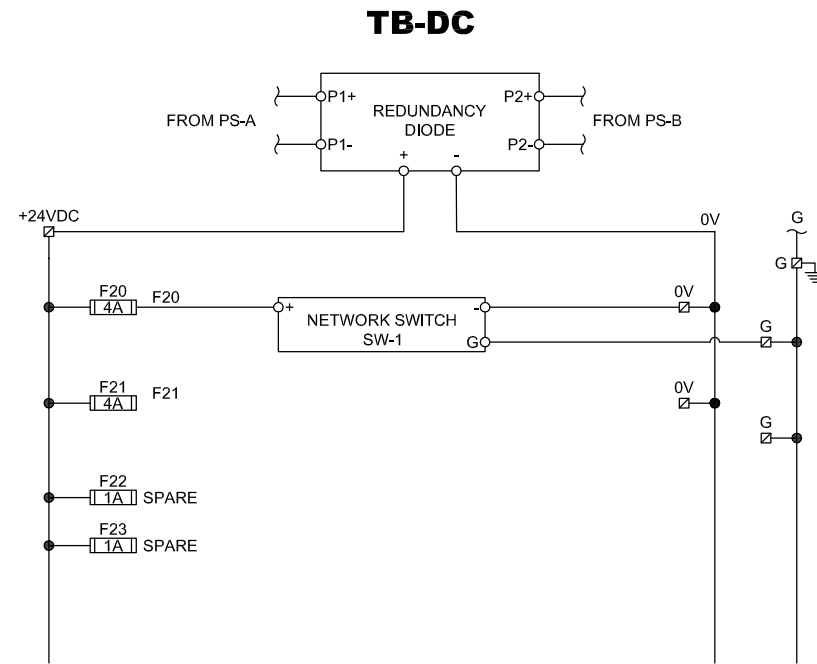 TB-DC
P1+
P2+
REDUNDANCY
DIODE
FROM PS-A
FROM PS-B
P1-
P2-
+
-
+24VDC
0V
G
G
F20
F20
4A
0V
+
-
NETWORK SWITCH
SW-1
G
G
F21
F21
4A
0V
G
F22
1A SPARE
F23
1A SPARE